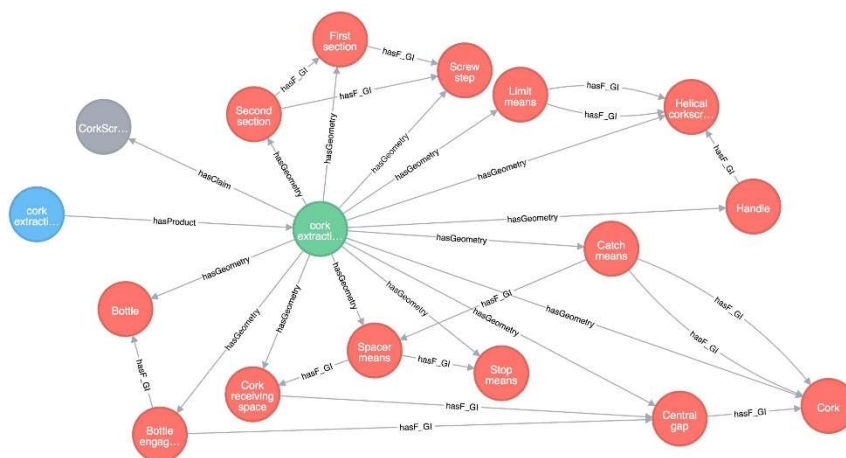 First
section
hasF_GI
hasF_GI
Screw
step
hasF_GI
Second
section
Limit
means
hasF_GI
hasF_GI
Helical
corkscr...
CorkScr...
hasGeometry
hasGeometry
hasGeometry
hasGeometry
hasGeometry
hasClaim
hasF_GI
cork
extracti...
hasProduct
cork
extracti...
hasGeometry
Handle
hasGeometry
Catch
means
hasGeometry
hasGeometry
hasGeometry
hasGeometry
hasGeometry
hasGeometry
hasGeometry
hasF_GI
hasF_GI
hasF_GI
Bottle
hasF_GI
Spacer
means
hasF_GI
hasF_GI
Stop
means
Cork
receiving
space
hasF_GI
Bottle
engag...
hasF_GI
Central
gap
hasF_GI
Cork